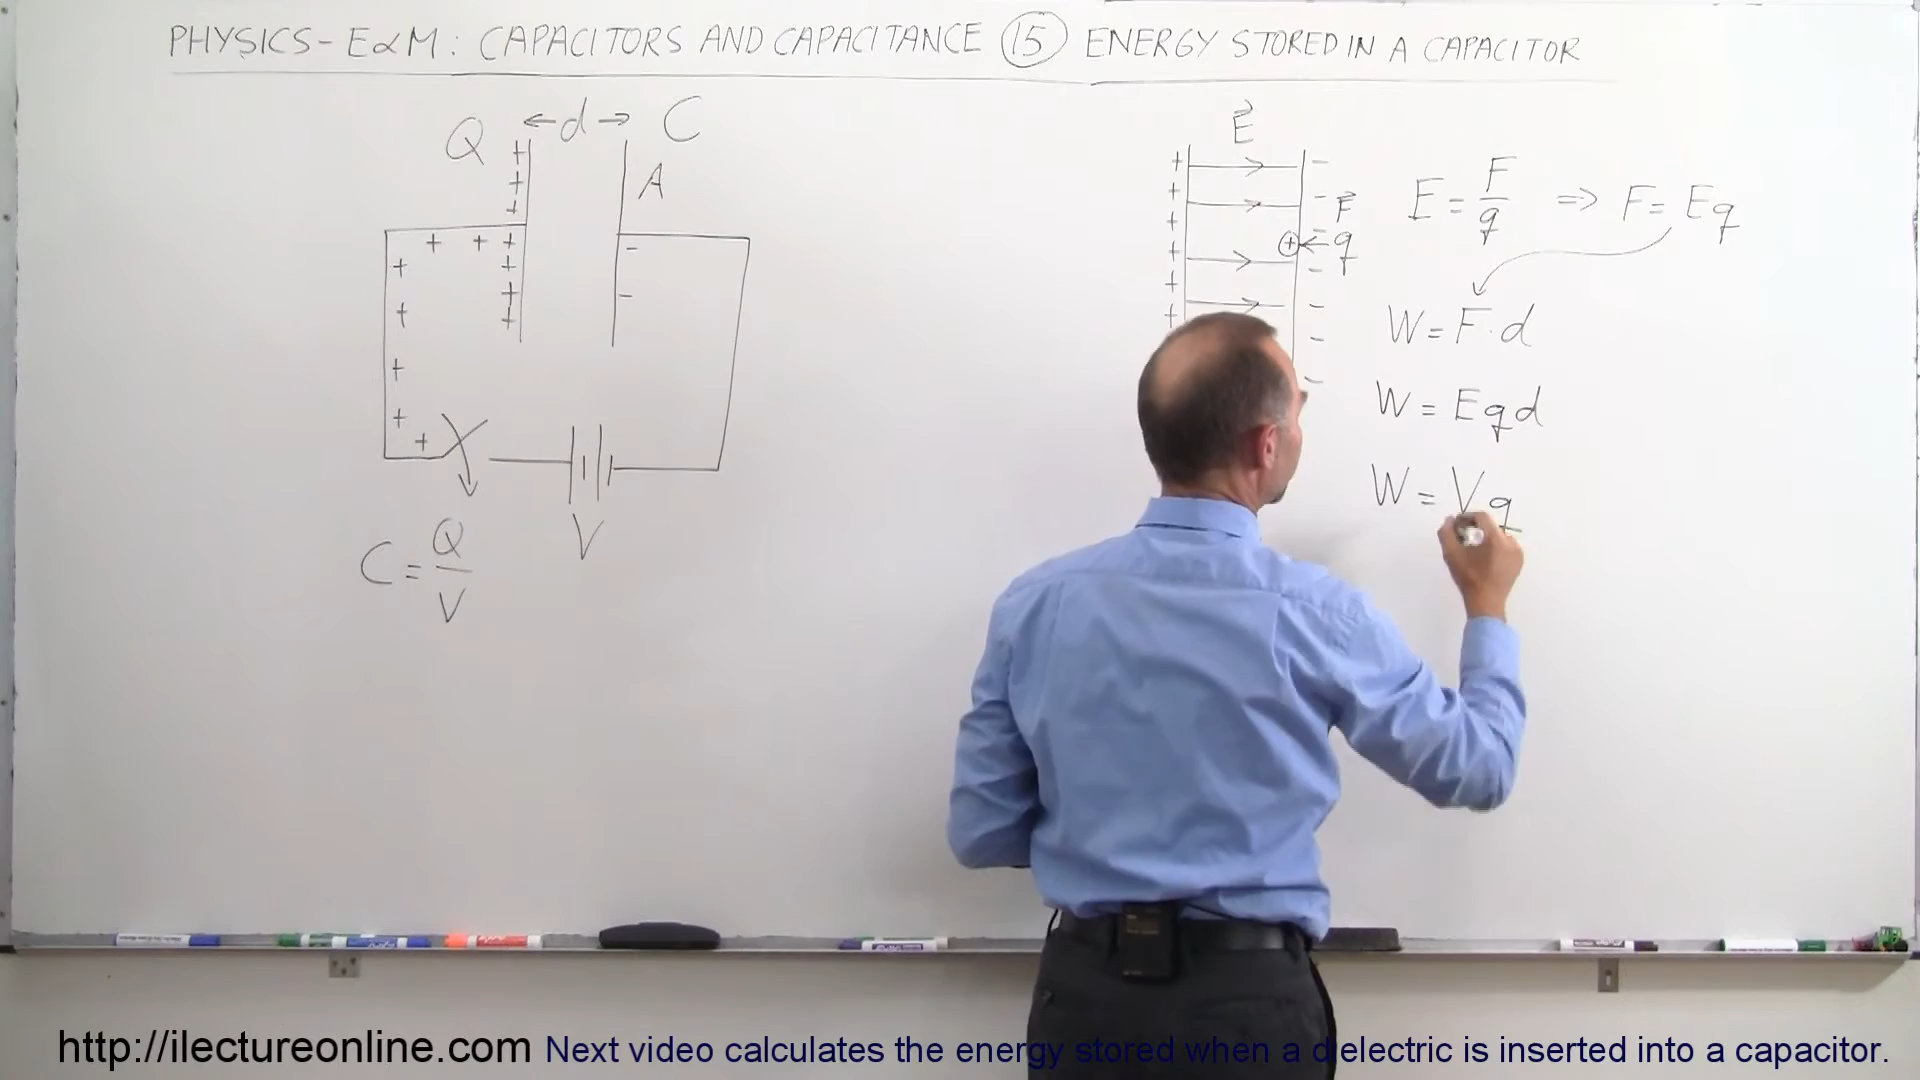 PHYSICS - E&M: CAPACITORS AND CAPACITANCE 15 ENERGY STORED IN A CAPACITOR
Q ← d → C
A
V
C = Q/V
E
F
q
E = F/q ⇒ F = Eq
W = F·d
W = Eqd
W = Vq
http://ilectureonline.com Next video calculates the energy stored when a dielectric is inserted into a capacitor.